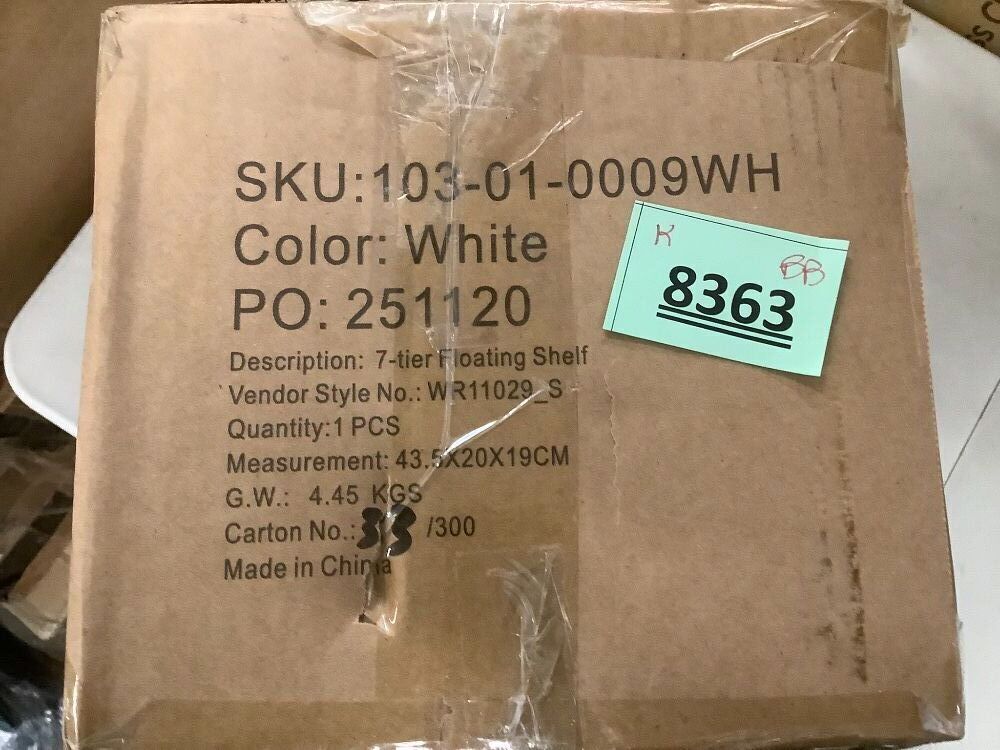 SKU:103-01-0009WH
Color: White
PO: 251120
Description: 7-tier Floating Shelf
Vendor Style No.: WR11029_S
Quantity:1 PCS
Measurement: 43.5X20X19CM
G.W.: 4.45 KGS
Carton No.: 33 /300
Made in China
K
BB
8363